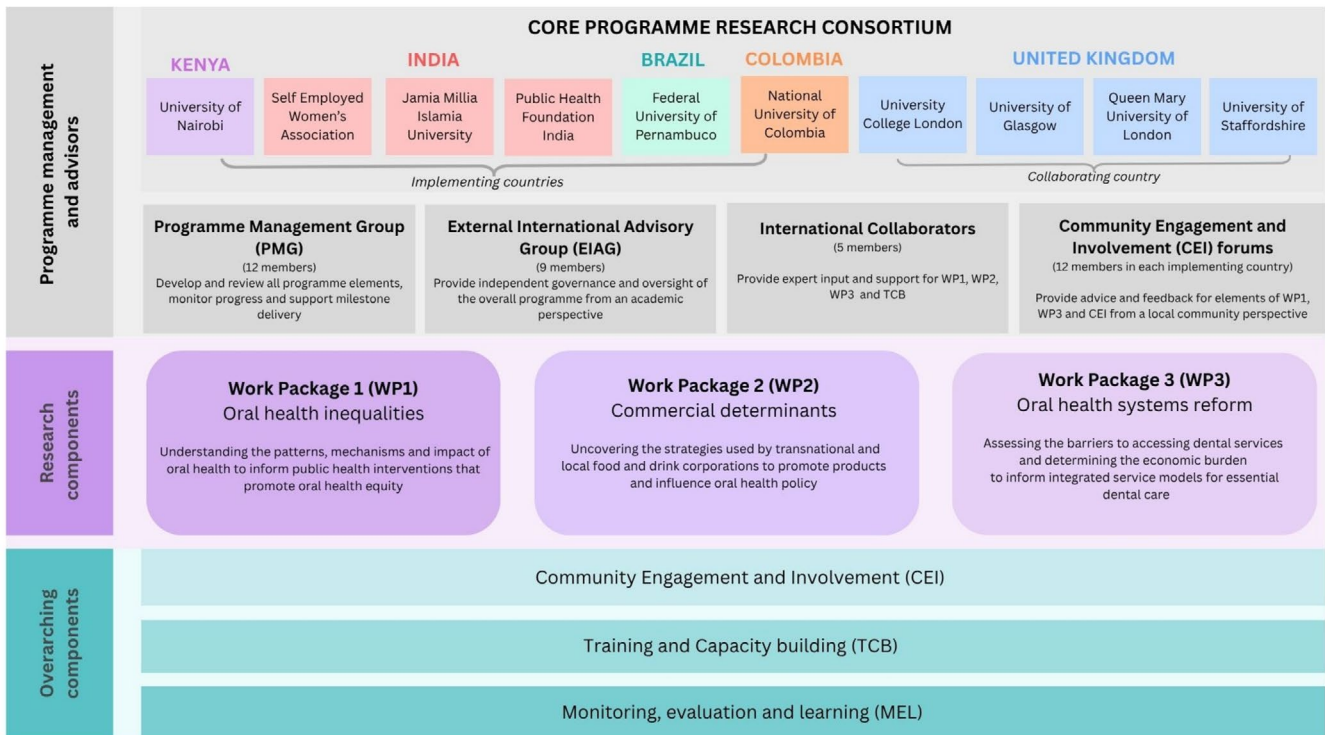 CORE PROGRAMME RESEARCH CONSORTIUM
Programme management
and advisors
KENYA
INDIA
BRAZIL
COLOMBIA
UNITED KINGDOM
University of
Nairobi
Self Employed
Women's
Association
Jamia Millia
Islamia
University
Public Health
Foundation
India
Federal
University of
Pernambuco
National
University of
Colombia
University
College London
University of
Glasgow
Queen Mary
University of
London
University of
Staffordshire
Implementing countries
Collaborating country
Programme Management Group
(PMG)
(12 members)
Develop and review all programme elements,
monitor progress and support milestone
delivery
External International Advisory
Group (EIAG)
(9 members)
Provide independent governance and oversight
of the overall programme from an academic
perspective
International Collaborators
(5 members)
Provide expert input and support for WP1, WP2,
WP3 and TCB
Community Engagement and
Involvement (CEI) forums
(12 members in each implementing country)
Provide advice and feedback for elements of WP1,
WP3 and CEI from a local community perspective
Research
components
Work Package 1 (WP1)
Oral health inequalities
Understanding the patterns, mechanisms and impact of
oral health to inform public health interventions that
promote oral health equity
Work Package 2 (WP2)
Commercial determinants
Uncovering the strategies used by transnational and
local food and drink corporations to promote products
and influence oral health policy
Work Package 3 (WP3)
Oral health systems reform
Assessing the barriers to accessing dental services
and determining the economic burden
to inform integrated service models for essential
dental care
Overarching
components
Community Engagement and Involvement (CEI)
Training and Capacity building (TCB)
Monitoring, evaluation and learning (MEL)